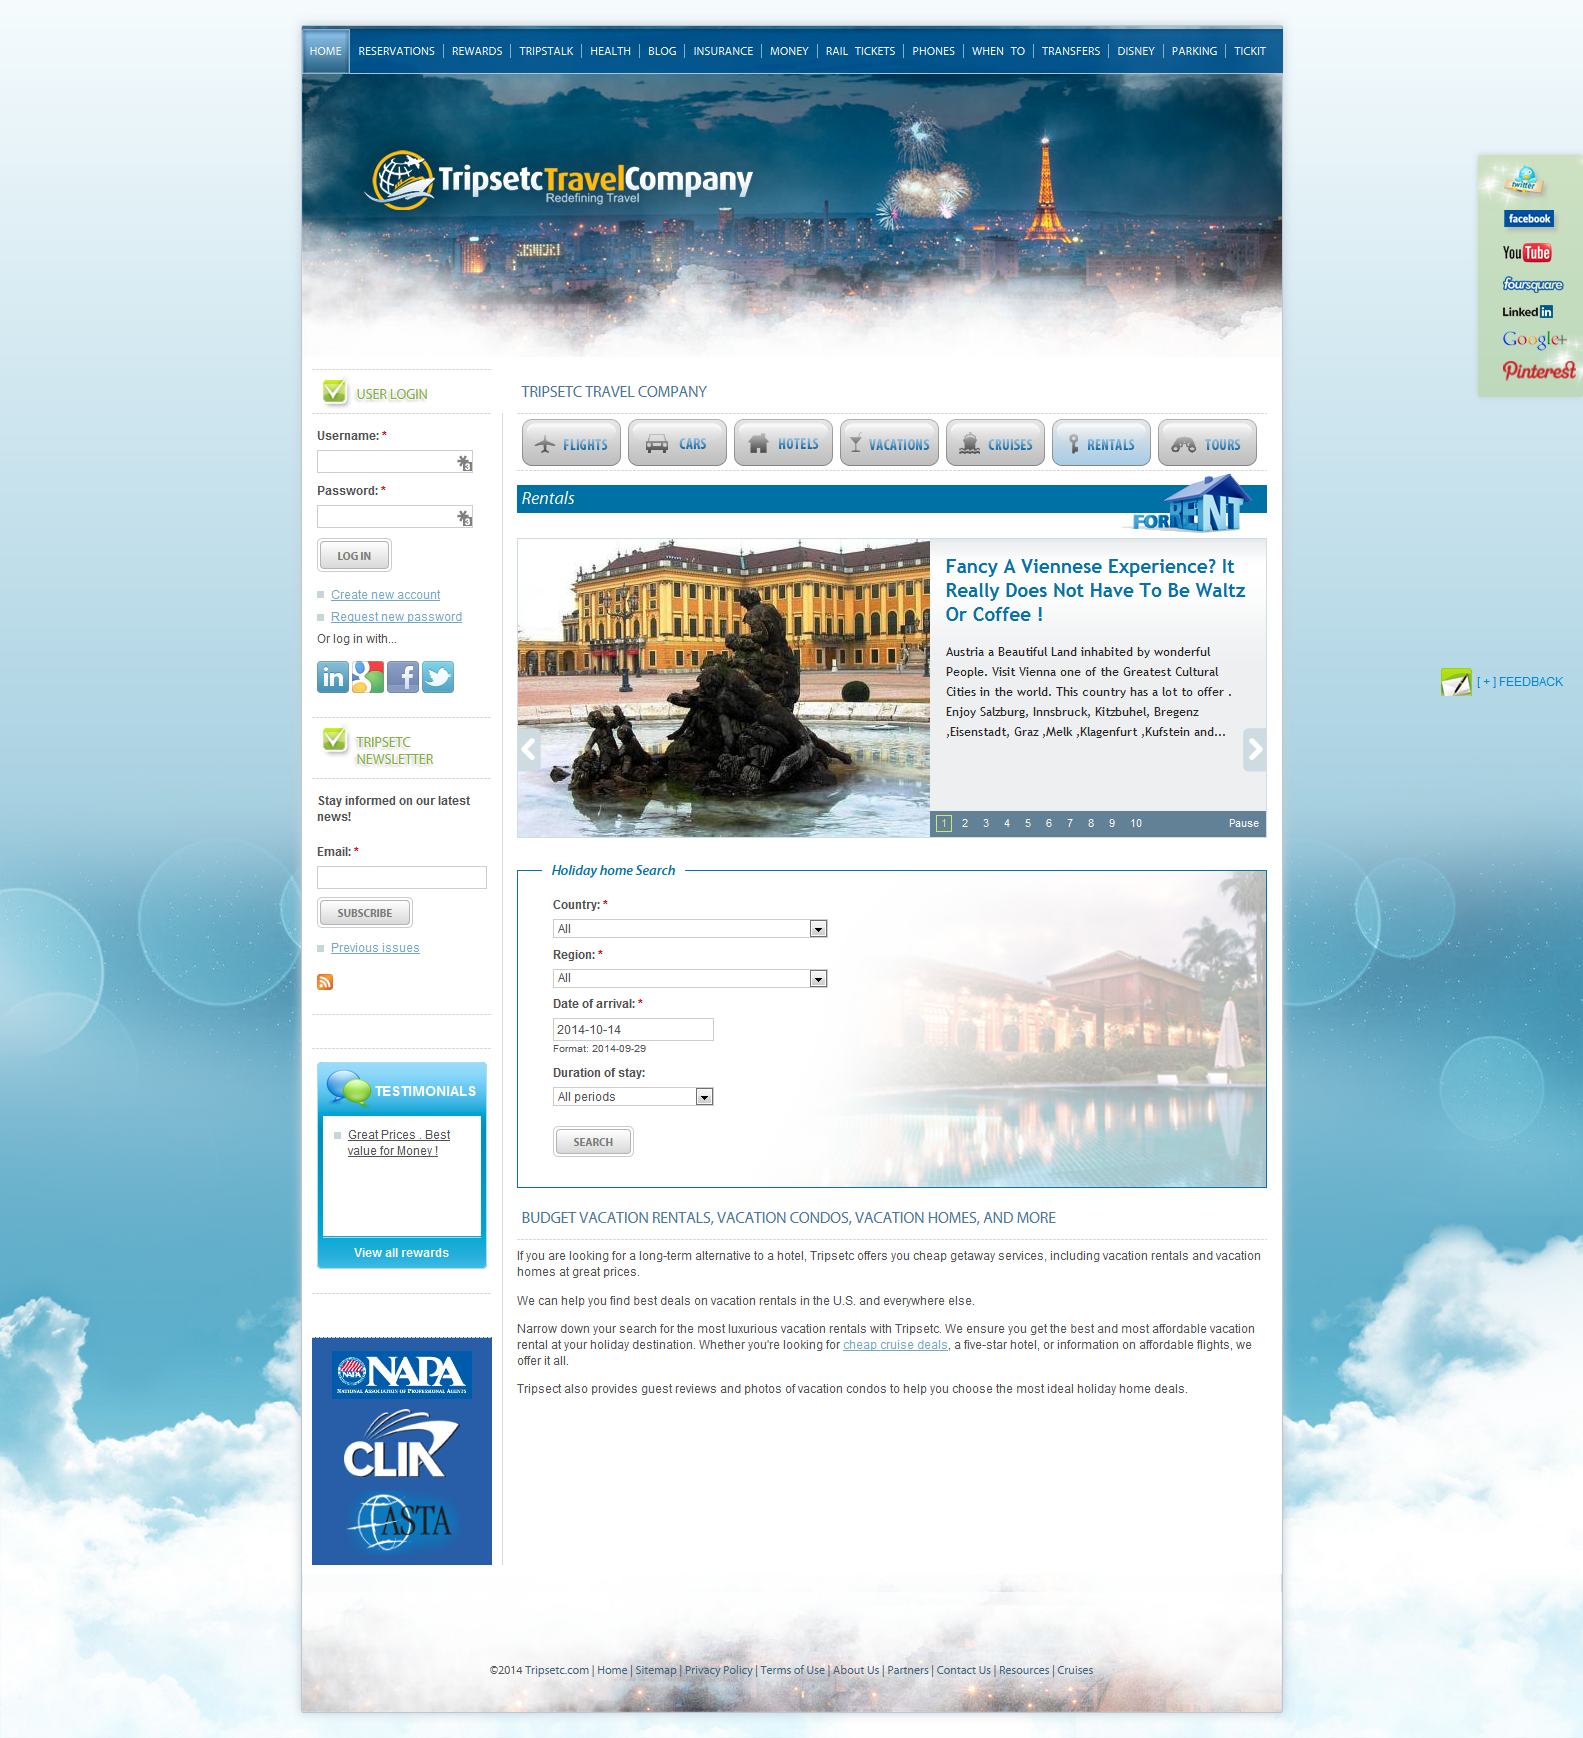 HOME
RESERVATIONS
REWARDS
TRIPSTALK
HEALTH
BLOG
INSURANCE
MONEY
RAIL TICKETS
PHONES
WHEN TO
TRANSFERS
DISNEY
PARKING
TICKIT
TripsetcTravelCompany
Redefining Travel
twitter
facebook
YouTube
foursquare
Linked in
Google+
Pinterest
USER LOGIN
Username: *
Password: *
LOG IN
Create new account
Request new password
Or log in with...
TRIPSETC
NEWSLETTER
Stay informed on our latest
news!
Email: *
SUBSCRIBE
Previous issues
TESTIMONIALS
Great Prices . Best
value for Money !
View all rewards
NAPA
NATIONAL ASSOCIATION OF PROFESSIONAL AGENTS
CLIA
ASTA
TRIPSETC TRAVEL COMPANY
FLIGHTS
CARS
HOTELS
VACATIONS
CRUISES
RENTALS
TOURS
Rentals
FOR RENT
Fancy A Viennese Experience? It
Really Does Not Have To Be Waltz
Or Coffee !
Austria a Beautiful Land inhabited by wonderful
People. Visit Vienna one of the Greatest Cultural
Cities in the world. This country has a lot to offer .
Enjoy Salzburg, Innsbruck, Kitzbuhel, Bregenz
,Eisenstadt, Graz ,Melk ,Klagenfurt ,Kufstein and...
1 2 3 4 5 6 7 8 9 10 Pause
[ + ] FEEDBACK
Holiday home Search
Country: *
All
Region: *
All
Date of arrival: *
2014-10-14
Format: 2014-09-29
Duration of stay:
All periods
SEARCH
BUDGET VACATION RENTALS, VACATION CONDOS, VACATION HOMES, AND MORE
If you are looking for a long-term alternative to a hotel, Tripsetc offers you cheap getaway services, including vacation rentals and vacation
homes at great prices.
We can help you find best deals on vacation rentals in the U.S. and everywhere else.
Narrow down your search for the most luxurious vacation rentals with Tripsetc. We ensure you get the best and most affordable vacation
rental at your holiday destination. Whether you're looking for cheap cruise deals, a five-star hotel, or information on affordable flights, we
offer it all.
Tripsect also provides guest reviews and photos of vacation condos to help you choose the most ideal holiday home deals.
©2014 Tripsetc.com | Home | Sitemap | Privacy Policy | Terms of Use | About Us | Partners | Contact Us | Resources | Cruises